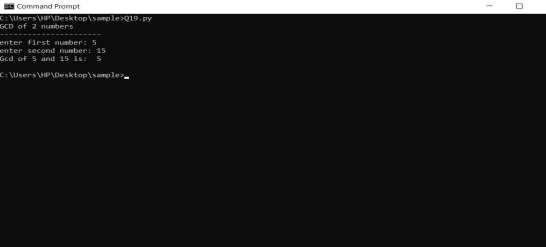 Command Prompt
C:\Users\HP\Desktop\sample>Q19.py
GCD of 2 numbers
----------------------
enter first number: 5
enter second number: 15
Gcd of 5 and 15 is:  5
C:\Users\HP\Desktop\sample>